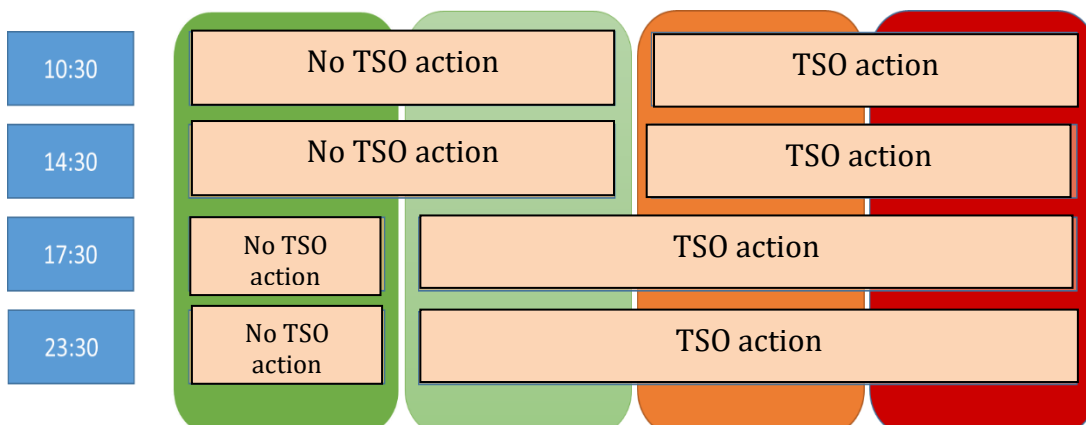 10:30
No TSO action
TSO action
14:30
No TSO action
TSO action
17:30
No TSO
action
TSO action
23:30
No TSO
action
TSO action